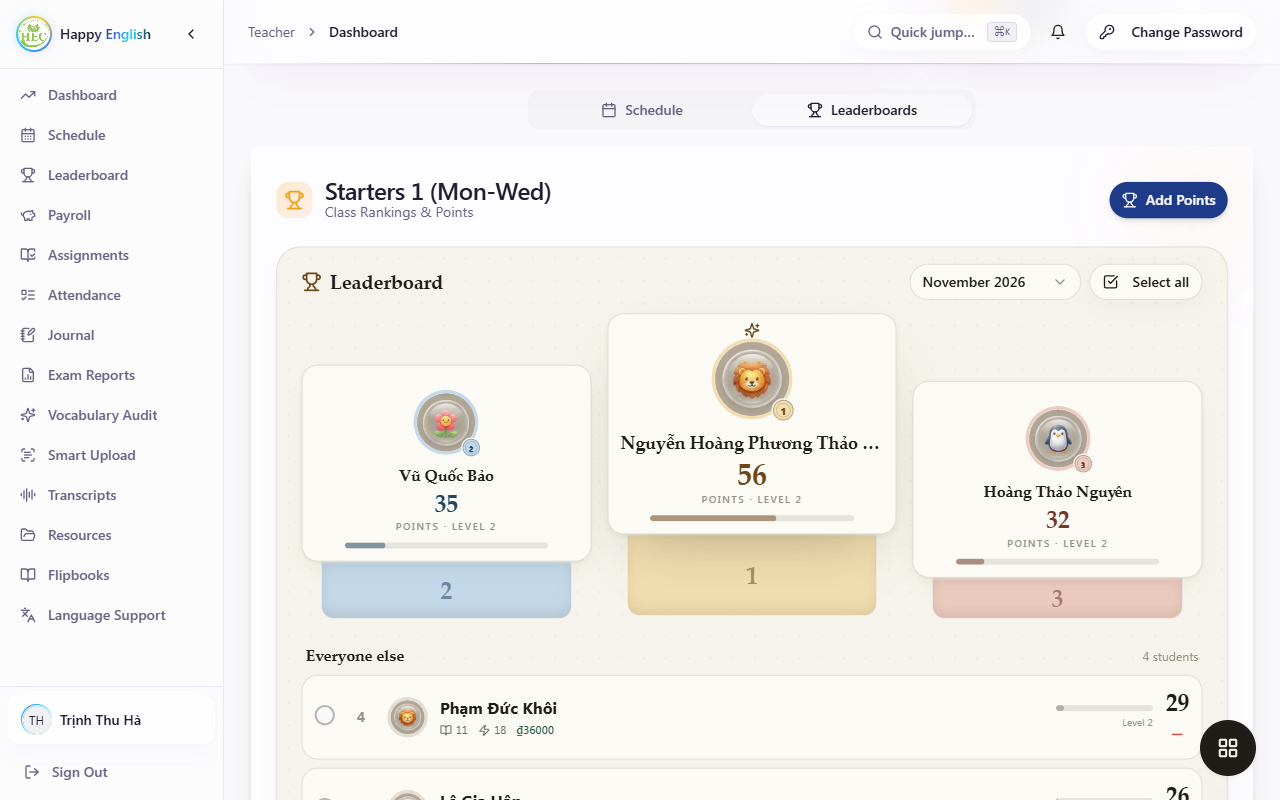 HEC
Happy English
Dashboard
Schedule
Leaderboard
Payroll
Assignments
Attendance
Journal
Exam Reports
Vocabulary Audit
Smart Upload
Transcripts
Resources
Flipbooks
Language Support
TH
Trịnh Thu Hà
Sign Out
Teacher
Dashboard
Quick jump...
⌘K
Change Password
Schedule
Leaderboards
Starters 1 (Mon-Wed)
Class Rankings & Points
Add Points
Leaderboard
November 2026
Select all
2
Vũ Quốc Bảo
35
POINTS · LEVEL 2
2
1
Nguyễn Hoàng Phương Thảo ...
56
POINTS · LEVEL 2
1
3
Hoàng Thảo Nguyên
32
POINTS · LEVEL 2
3
Everyone else
4 students
4
Phạm Đức Khôi
11
18
₫36000
Level 2
29
Lê Gia Hân
26